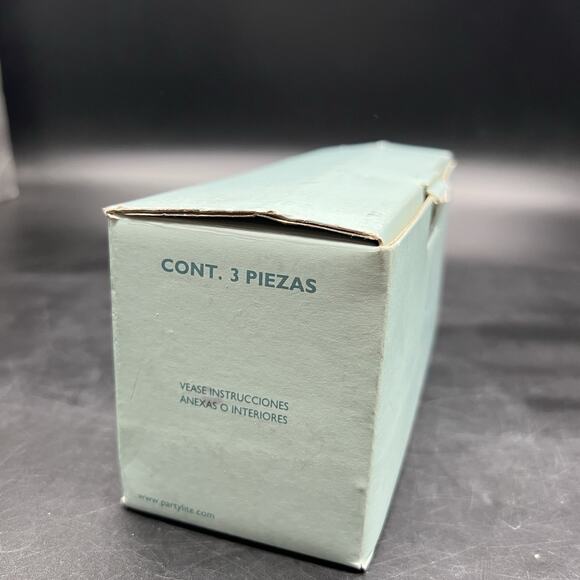 CONT. 3 PIEZAS
VEASE INSTRUCCIONES
ANEXAS O INTERIORES
www.partylite.com